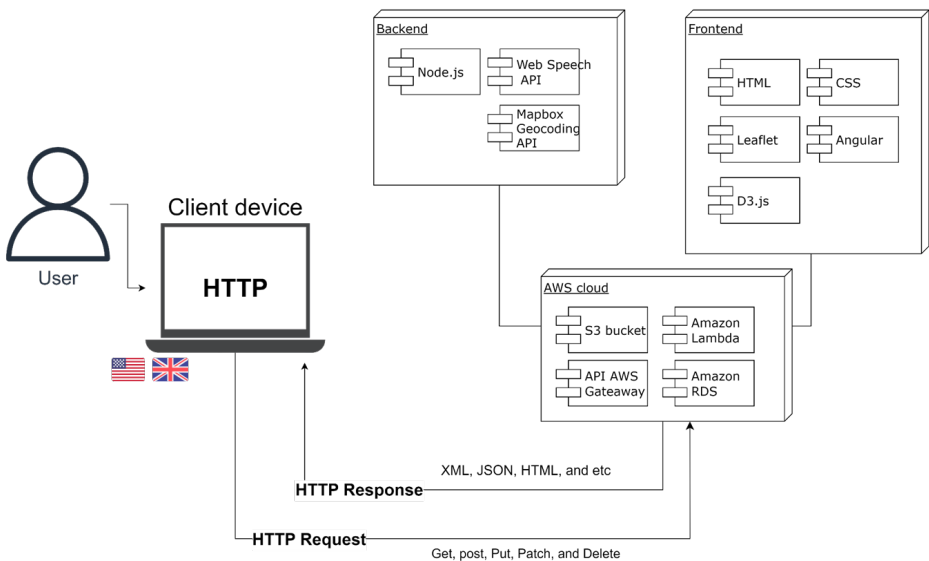 Backend
Node.js
Web Speech
API
Mapbox
Geocoding
API
Frontend
HTML
CSS
Leaflet
Angular
D3.js
User
Client device
HTTP
AWS cloud
S3 bucket
Amazon
Lambda
API AWS
Gateaway
Amazon
RDS
XML, JSON, HTML, and etc
HTTP Response
HTTP Request
Get, post, Put, Patch, and Delete